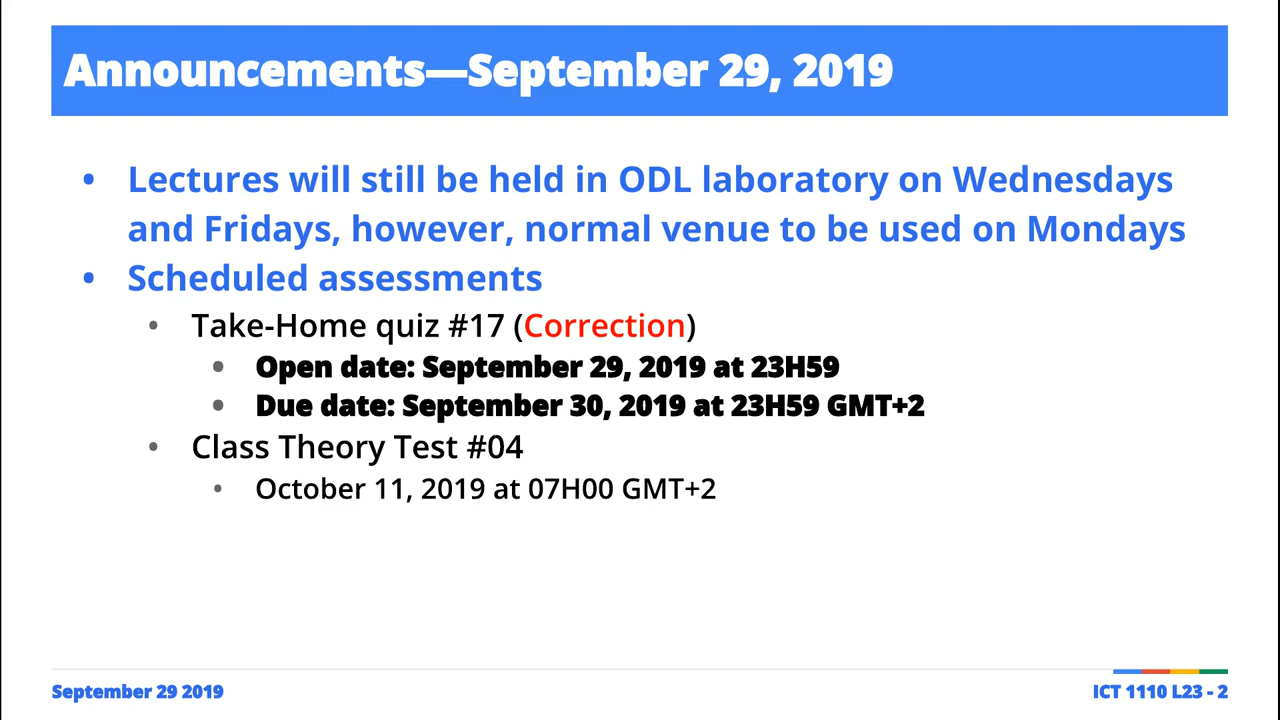 Announcements—September 29, 2019
• Lectures will still be held in ODL laboratory on Wednesdays
and Fridays, however, normal venue to be used on Mondays
• Scheduled assessments
• Take-Home quiz #17 (Correction)
• Open date: September 29, 2019 at 23H59
• Due date: September 30, 2019 at 23H59 GMT+2
• Class Theory Test #04
• October 11, 2019 at 07H00 GMT+2
September 29 2019
ICT 1110 L23 - 2